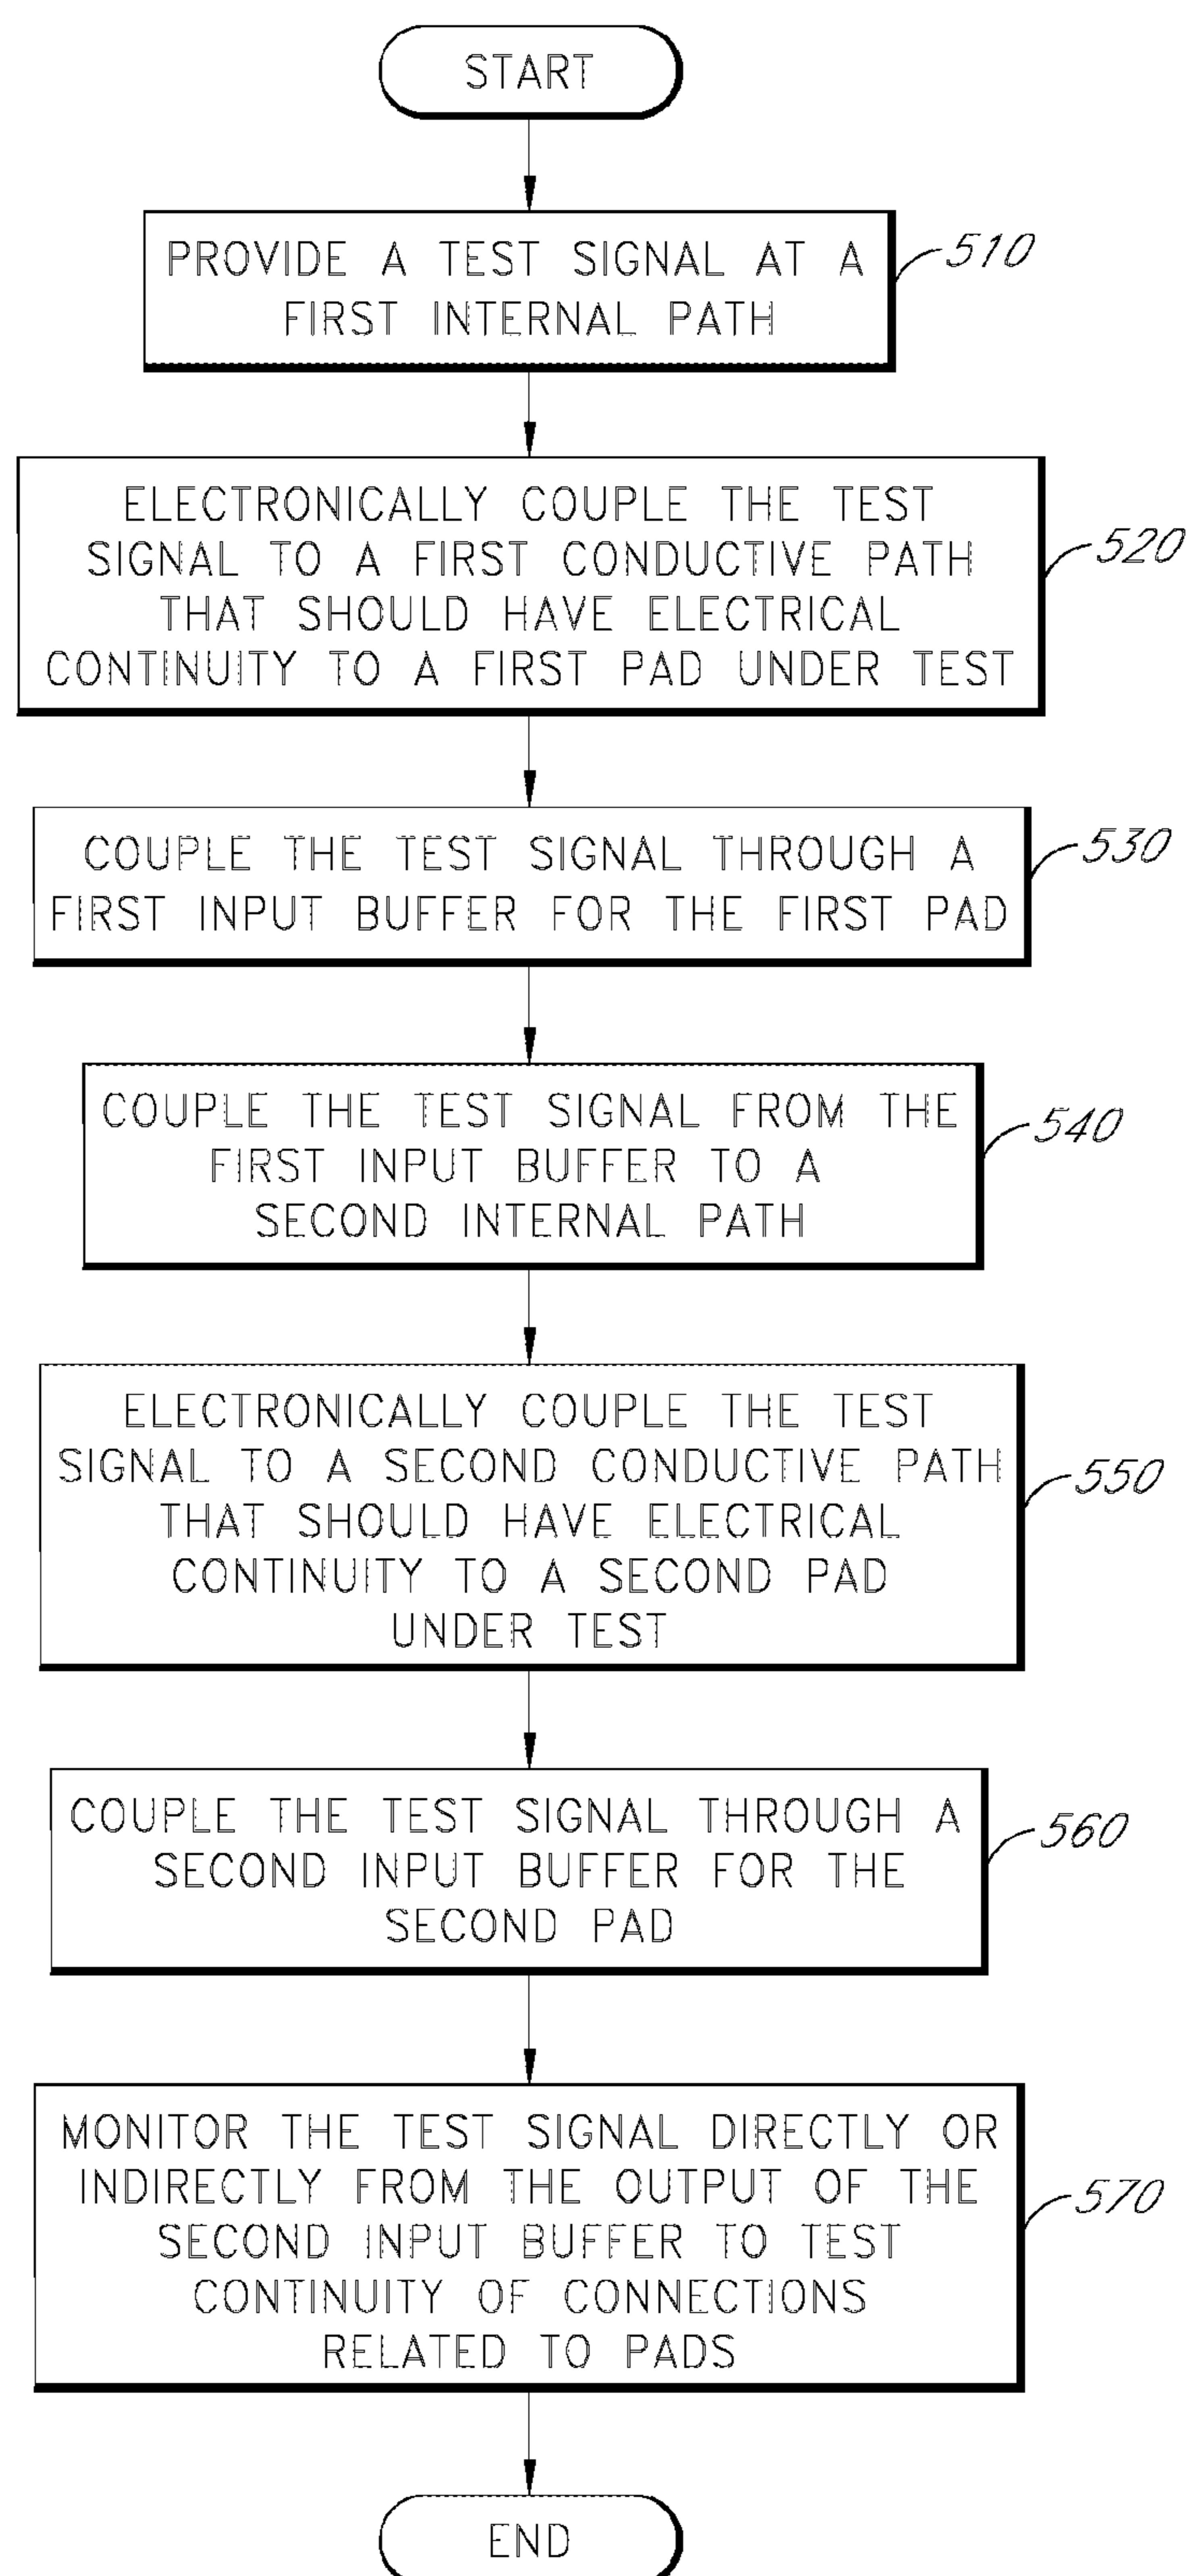 START
PROVIDE A TEST SIGNAL AT A
FIRST INTERNAL PATH
510
ELECTRONICALLY COUPLE THE TEST
SIGNAL TO A FIRST CONDUCTIVE PATH
THAT SHOULD HAVE ELECTRICAL
CONTINUITY TO A FIRST PAD UNDER TEST
520
COUPLE THE TEST SIGNAL THROUGH A
FIRST INPUT BUFFER FOR THE FIRST PAD
530
COUPLE THE TEST SIGNAL FROM THE
FIRST INPUT BUFFER TO A
SECOND INTERNAL PATH
540
ELECTRONICALLY COUPLE THE TEST
SIGNAL TO A SECOND CONDUCTIVE PATH
THAT SHOULD HAVE ELECTRICAL
CONTINUITY TO A SECOND PAD
UNDER TEST
550
COUPLE THE TEST SIGNAL THROUGH A
SECOND INPUT BUFFER FOR THE
SECOND PAD
560
MONITOR THE TEST SIGNAL DIRECTLY OR
INDIRECTLY FROM THE OUTPUT OF THE
SECOND INPUT BUFFER TO TEST
CONTINUITY OF CONNECTIONS
RELATED TO PADS
570
END